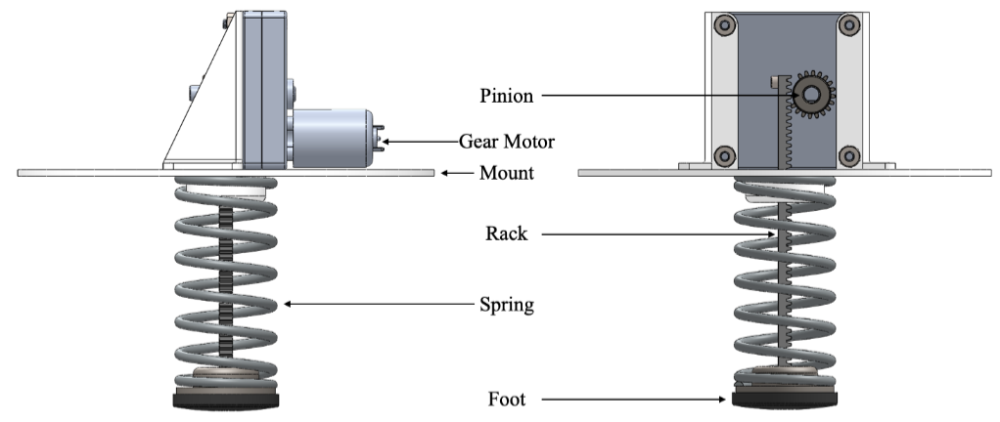 Pinion
Gear Motor
Mount
Rack
Spring
Foot